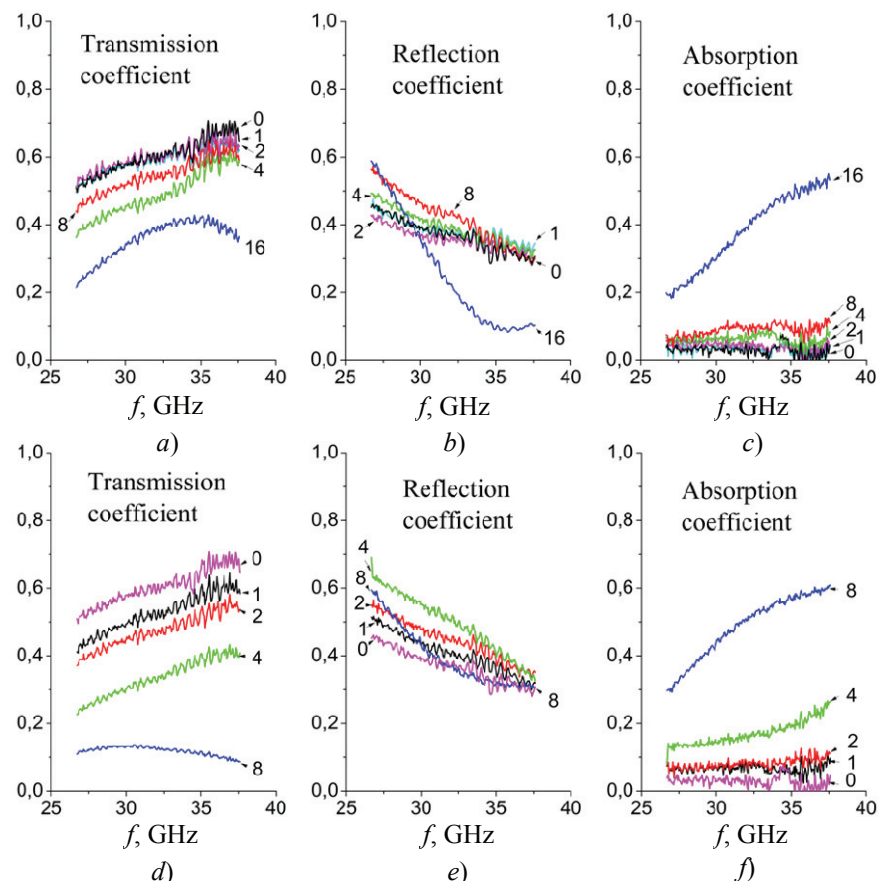 1,0
0,8
0,6
0,4
0,2
0,0
Transmission
coefficient
0
1
2
4
8
16
25 30 35 40
f, GHz
a)
1,0
0,8
0,6
0,4
0,2
0,0
Reflection
coefficient
8
4
2
1
0
16
25 30 35 40
f, GHz
b)
1,0
0,8
0,6
0,4
0,2
0,0
Absorption
coefficient
16
8
4
2
1
0
25 30 35 40
f, GHz
c)
1,0
0,8
0,6
0,4
0,2
0,0
Transmission
coefficient
0
1
2
4
8
25 30 35 40
f, GHz
d)
1,0
0,8
0,6
0,4
0,2
0,0
Reflection
coefficient
4
8
2
1
0
8
25 30 35 40
f, GHz
e)
1,0
0,8
0,6
0,4
0,2
0,0
Absorption
coefficient
8
4
2
1
0
25 30 35 40
f, GHz
f)